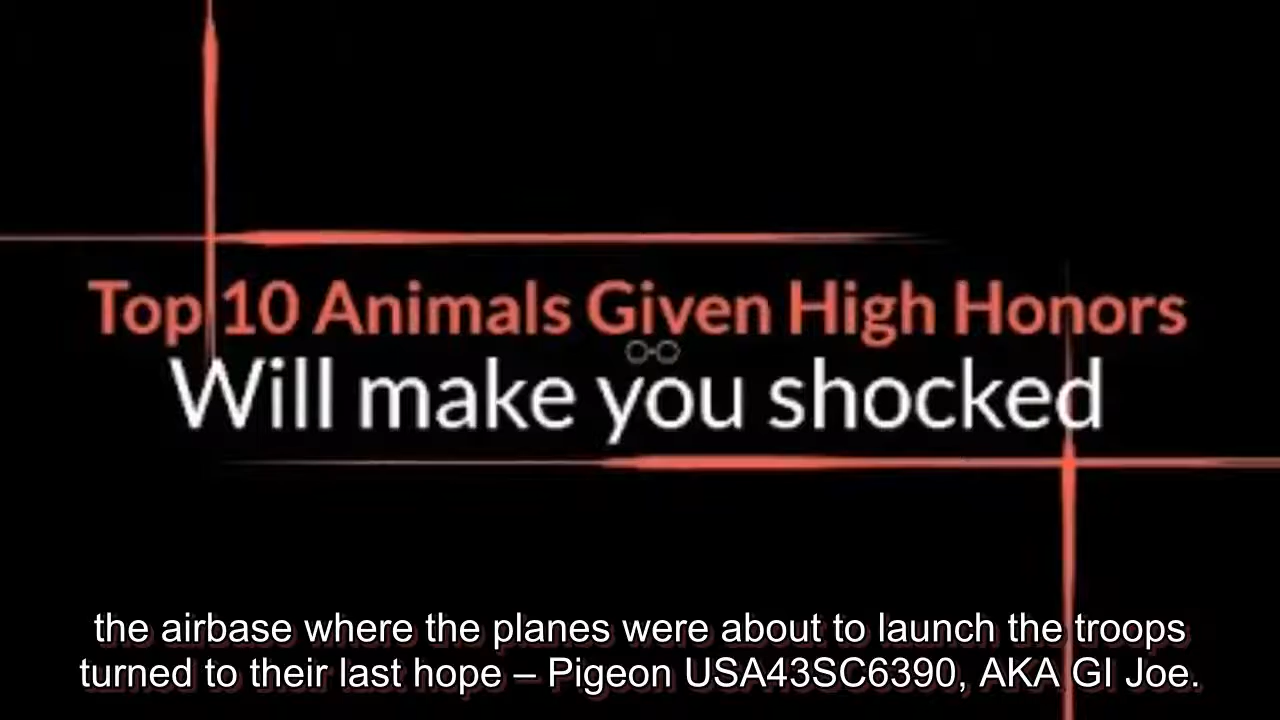 Top 10 Animals Given High Honors
Will make you shocked
the airbase where the planes were about to launch the troops
turned to their last hope – Pigeon USA43SC6390, AKA GI Joe.